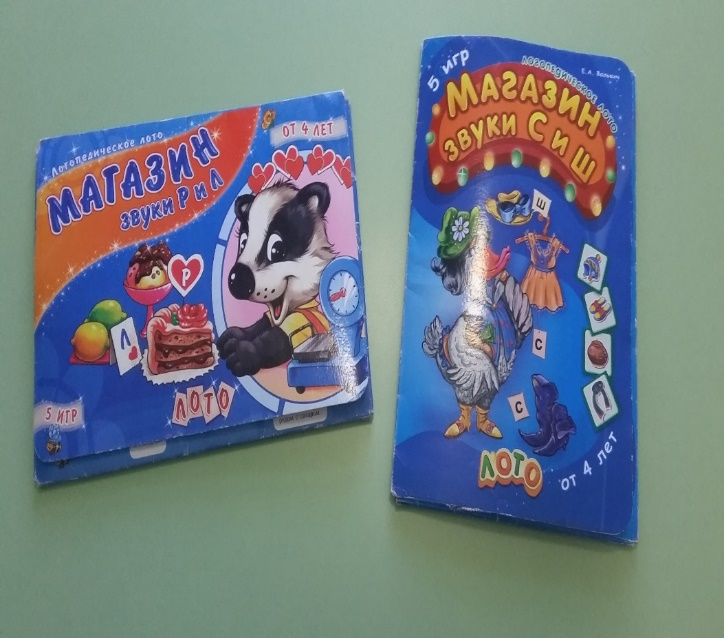 Логопедическое лото
МАГАЗИН
звуки Р и Л
ОТ 4 ЛЕТ
Р
Л
ЛОТО
5 ИГР
5 игр
Логопедическое лото
Е.А. Вальвин
Магазин
звуки С и Ш
Ш
С
С
ЛОТО
от 4 лет